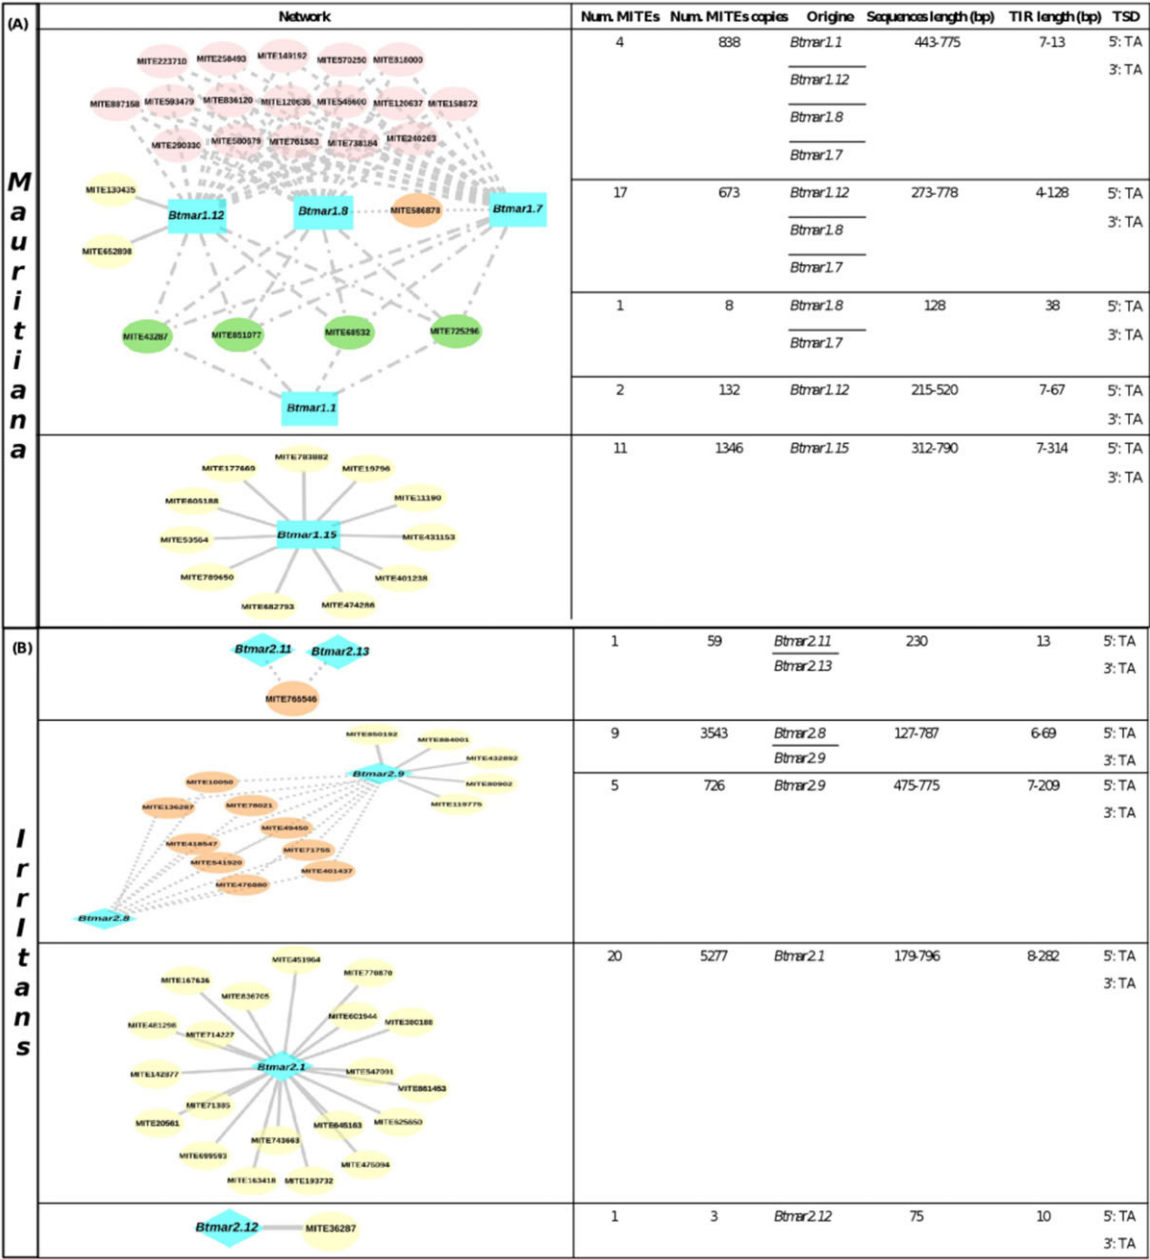 (A)
Network
Num. MITEs Num. MITEs copies Origine Sequences length (bp) TIR length (bp) TSD
Mauritiana
MITE223710 MITE258493 MITE149192 MITE570250 MITE818003
MITE887158 MITE593479 MITE836120 MITE120635 MITE546600 MITE120637 MITE158872
MITE290330 MITE580579 MITE761583 MITE738184 MITE240263
MITE133435
Btmar1.12 Btmar1.8 MITE586878 Btmar1.7
MITE652898
MITE43287 MITE851077 MITE68532 MITE725296
Btmar1.1
4 838 Btmar1.1 443-775 7-13 5': TA
3': TA
Btmar1.12
Btmar1.8
Btmar1.7
17 673 Btmar1.12 273-778 4-128 5': TA
3': TA
Btmar1.8
Btmar1.7
1 8 Btmar1.8 128 38 5': TA
3': TA
Btmar1.7
2 132 Btmar1.12 215-520 7-67 5': TA
3': TA
MITE783882
MITE177669 MITE19796
MITE605188 MITE11190
MITE53564 Btmar1.15 MITE431153
MITE789650 MITE401238
MITE682793 MITE474286
11 1346 Btmar1.15 312-790 7-314 5': TA
3': TA
(B)
IrrItans
Btmar2.11 Btmar2.13
MITE765546
1 59 Btmar2.11 230 13 5': TA
Btmar2.13 3': TA
MITE850192 MITE884001
MITE432892
Btmar2.9
MITE10050 MITE80902
MITE136287 MITE78021 MITE119775
MITE49450
MITE418547 MITE71755
MITE541920
MITE401437
MITE476880
Btmar2.8
9 3543 Btmar2.8 127-787 6-69 5': TA
Btmar2.9 3': TA
5 726 Btmar2.9 475-775 7-209 5': TA
3': TA
MITE451964
MITE167636 MITE770870
MITE836705
MITE601944 MITE380188
MITE481298 MITE714227
Btmar2.1
MITE142877 MITE547091
MITE861453
MITE71385
MITE20561 MITE645163 MITE525650
MITE743663
MITE699593 MITE475094
MITE163418 MITE193732
20 5277 Btmar2.1 179-796 8-282 5': TA
3': TA
Btmar2.12 MITE36287
1 3 Btmar2.12 75 10 5': TA
3': TA